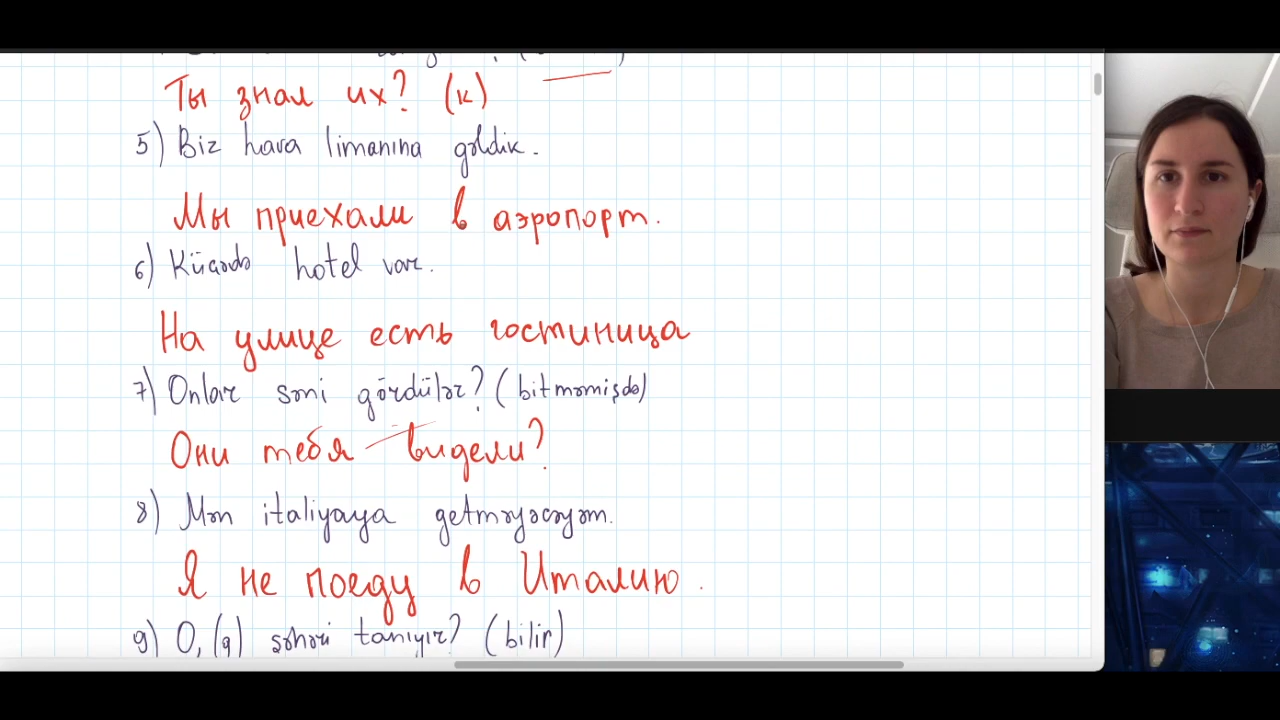 Ты знал их? (к)
5) Biz hava limanına gəldik.
Мы приехали в аэропорт.
6) Küçədə hotel var.
На улице есть гостиница
7) Onlar səni gördülər? (bitməmişdə)
Они тебя видели?
8) Mən italiyaya getməyəcəyəm.
Я не поеду в Италию.
9) O, (q) şəhəri tanıyır? (bilir)